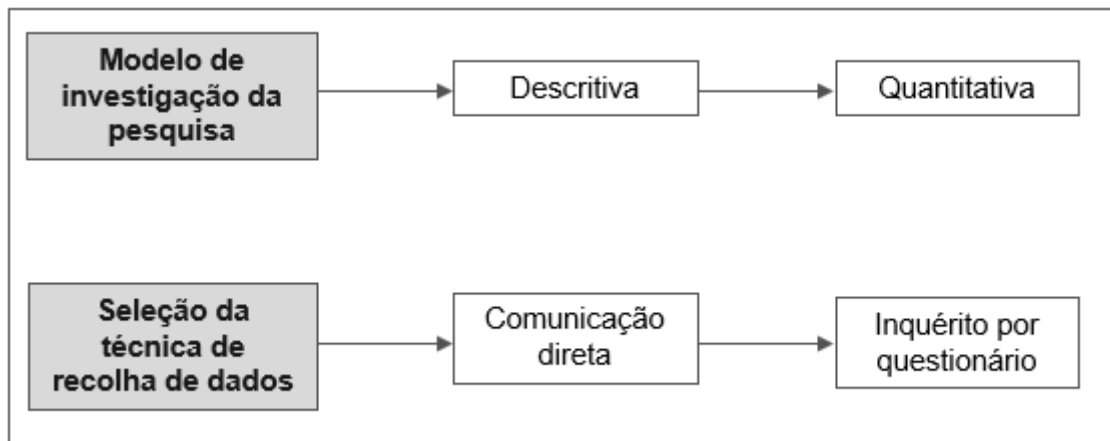 Modelo de
investigação da
pesquisa
Descritiva
Quantitativa
Seleção da
técnica de
recolha de dados
Comunicação
direta
Inquérito por
questionário